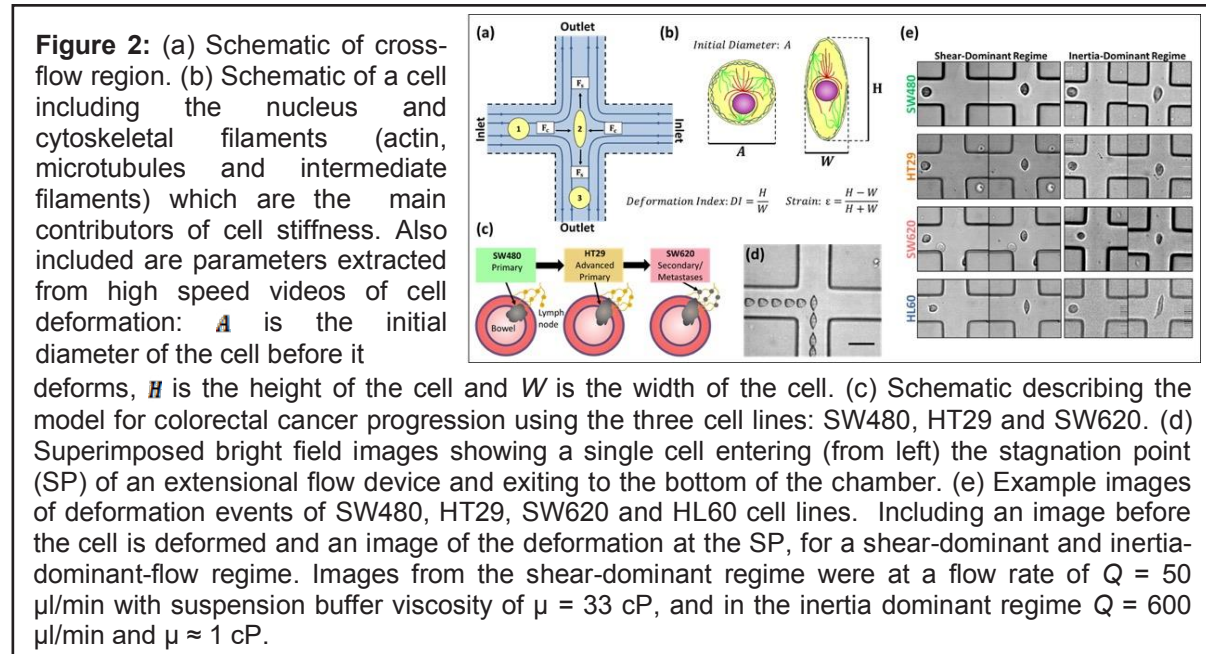 Figure 2: (a) Schematic of cross-
flow region. (b) Schematic of a cell
including the nucleus and
cytoskeletal filaments (actin,
microtubules and intermediate
filaments) which are the main
contributors of cell stiffness. Also
included are parameters extracted
from high speed videos of cell
deformation: A is the initial
diameter of the cell before it
(a)
Outlet
Inlet
Fs
1
Fc
2
Fc
Inlet
Fs
3
Outlet
(b)
Initial Diameter: A
H
A
W
Deformation Index: DI = H/W
Strain: ε = H − W/H + W
(c)
SW480
Primary
HT29
Advanced
Primary
SW620
Secondary/
Metastases
Bowel
Lymph
node
(d)
(e)
Shear-Dominant Regime
Inertia-Dominant Regime
SW480
HT29
SW620
HL60
deforms, H is the height of the cell and W is the width of the cell. (c) Schematic describing the
model for colorectal cancer progression using the three cell lines: SW480, HT29 and SW620. (d)
Superimposed bright field images showing a single cell entering (from left) the stagnation point
(SP) of an extensional flow device and exiting to the bottom of the chamber. (e) Example images
of deformation events of SW480, HT29, SW620 and HL60 cell lines. Including an image before
the cell is deformed and an image of the deformation at the SP, for a shear-dominant and inertia-
dominant-flow regime. Images from the shear-dominant regime were at a flow rate of Q = 50
µl/min with suspension buffer viscosity of µ = 33 cP, and in the inertia dominant regime Q = 600
µl/min and µ ≈ 1 cP.